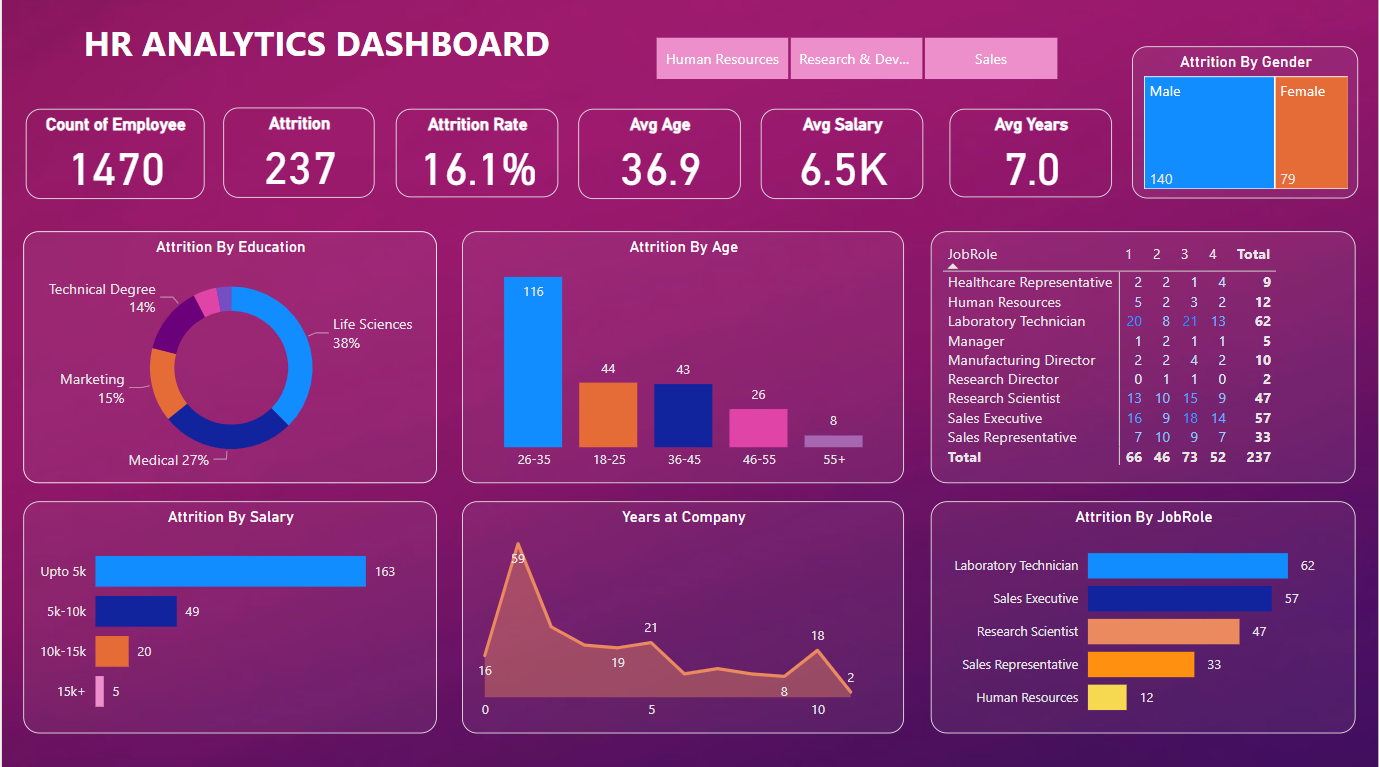 HR ANALYTICS DASHBOARD
Human Resources
Research & Dev...
Sales
Count of Employee
1470
Attrition
237
Attrition Rate
16.1%
Avg Age
36.9
Avg Salary
6.5K
Avg Years
7.0
Attrition By Gender
Male
140
Female
79
Attrition By Education
Technical Degree
14%
Life Sciences
38%
Marketing
15%
Medical 27%
Attrition By Age
116
44
43
26
8
26-35 18-25 36-45 46-55 55+
JobRole 1 2 3 4 Total
Healthcare Representative 2 2 1 4 9
Human Resources 5 2 3 2 12
Laboratory Technician 20 8 21 13 62
Manager 1 2 1 1 5
Manufacturing Director 2 2 4 2 10
Research Director 0 1 1 0 2
Research Scientist 13 10 15 9 47
Sales Executive 16 9 18 14 57
Sales Representative 7 10 9 7 33
Total 66 46 73 52 237
Attrition By Salary
Upto 5k 163
5k-10k 49
10k-15k 20
15k+ 5
Years at Company
59
16
19
21
8
18
2
0 5 10
Attrition By JobRole
Laboratory Technician 62
Sales Executive 57
Research Scientist 47
Sales Representative 33
Human Resources 12